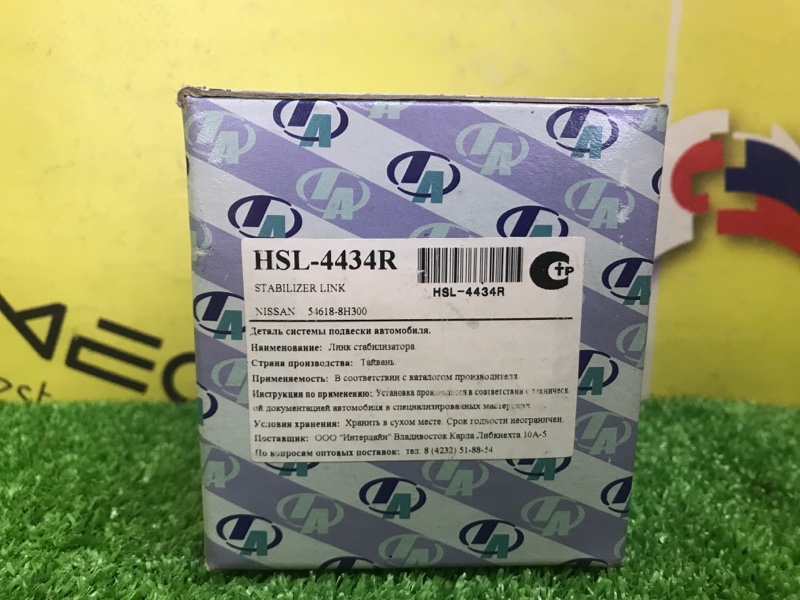 HSL-4434R
HSL-4434R
STABILIZER LINK
NISSAN 54618-8H300
Деталь системы подвески автомобиля.
Наименование: Линк стабилизатора
Страна производства: Тайвань.
Применяемость: В соответствии с каталогом производителя
Инструкция по применению: Установка производится в соответствии с техническ
ой документацией автомобиля в специализированных мастерских
Условия хранения: Хранить в сухом месте. Срок годности неограничен.
Поставщик: ООО "Интердайн" Владивосток Карла Либкнехта 10А-5
По вопросам оптовых поставок: тел. 8 (4232) 51-88-54